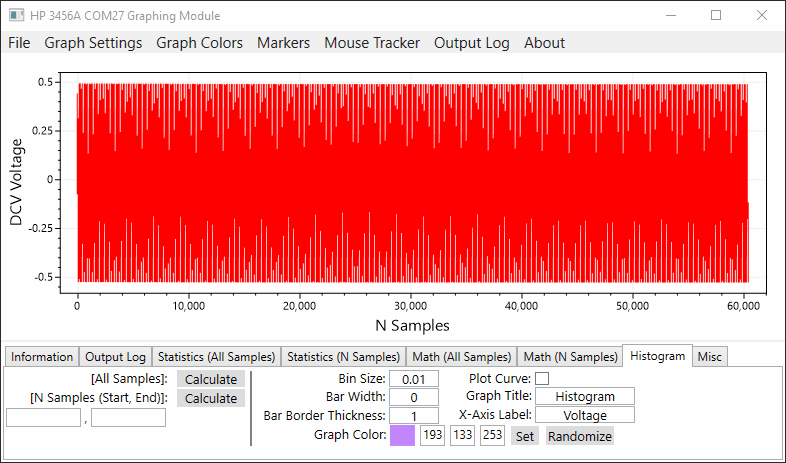 HP 3456A COM27 Graphing Module
File Graph Settings Graph Colors Markers Mouse Tracker Output Log About
0.5
0.25
0
-0.25
-0.5
DCV Voltage
0 10,000 20,000 30,000 40,000 50,000 60,000
N Samples
Information Output Log Statistics (All Samples) Statistics (N Samples) Math (All Samples) Math (N Samples) Histogram Misc
[All Samples]: Calculate Bin Size: 0.01 Plot Curve:
[N Samples (Start, End)]: Calculate Bar Width: 0 Graph Title: Histogram
, Bar Border Thickness: 1 X-Axis Label: Voltage
Graph Color: 193 133 253 Set Randomize